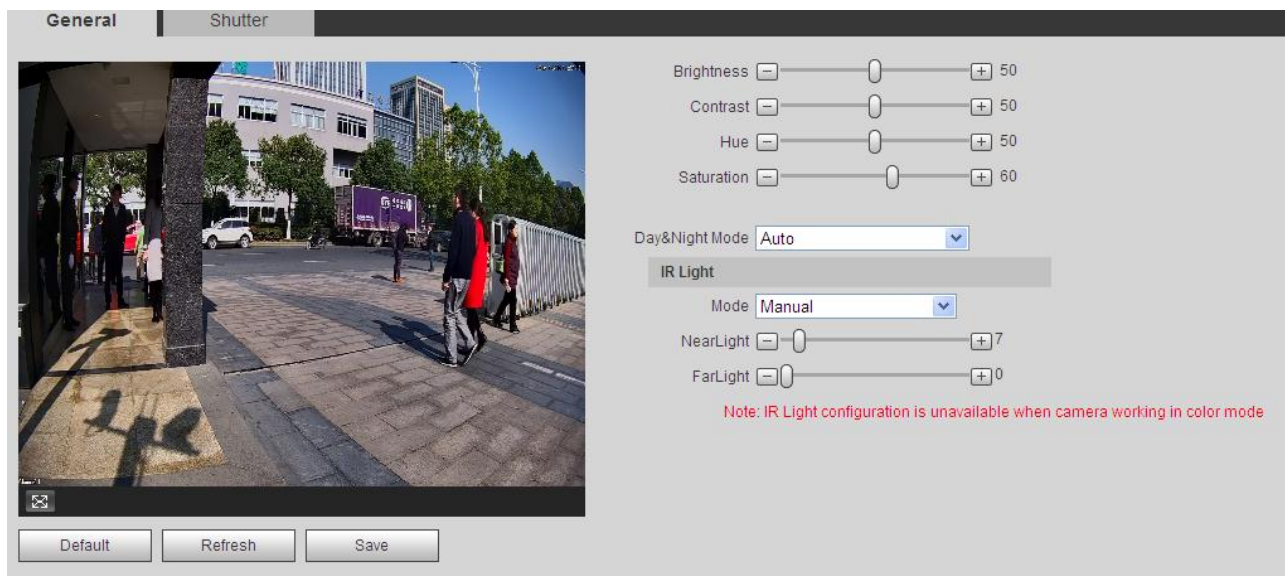 General
Shutter
Brightness 50
Contrast 50
Hue 50
Saturation 60
Day&Night Mode Auto
IR Light
Mode Manual
NearLight 7
FarLight 0
Note: IR Light configuration is unavailable when camera working in color mode
Default
Refresh
Save